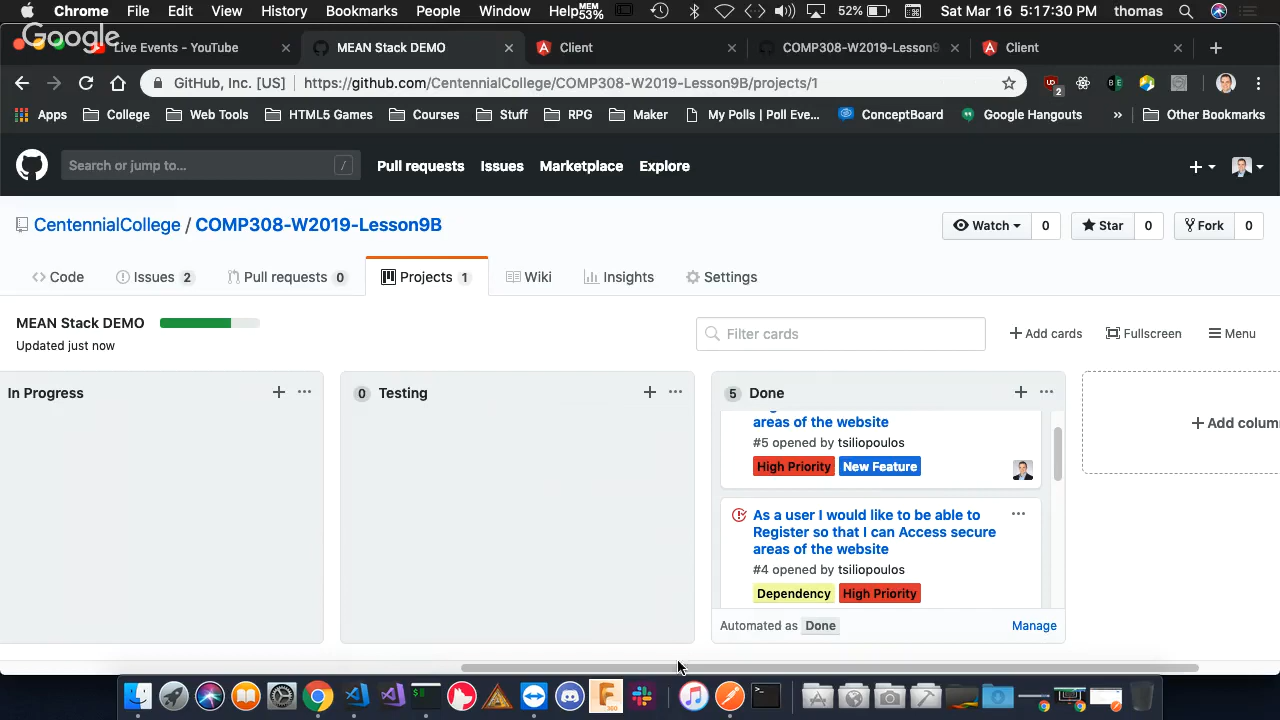 Chrome File Edit View History Bookmarks People Window Help MEM 53% 52% Sat Mar 16 5:17:30 PM thomas
Google
Live Events - YouTube MEAN Stack DEMO Client COMP308-W2019-Lesson9 Client
GitHub, Inc. [US] https://github.com/CentennialCollege/COMP308-W2019-Lesson9B/projects/1 2
Apps College Web Tools HTML5 Games Courses Stuff RPG Maker My Polls | Poll Eve... ConceptBoard Google Hangouts » Other Bookmarks
Search or jump to... / Pull requests Issues Marketplace Explore
CentennialCollege / COMP308-W2019-Lesson9B Watch 0 Star 0 Fork 0
Code Issues 2 Pull requests 0 Projects 1 Wiki Insights Settings
MEAN Stack DEMO
Updated just now
Filter cards + Add cards Fullscreen Menu
In Progress 0 Testing 5 Done
areas of the website
#5 opened by tsiliopoulos
High Priority New Feature
+ Add colum
As a user I would like to be able to
Register so that I can Access secure
areas of the website
#4 opened by tsiliopoulos
Dependency High Priority
Automated as Done Manage